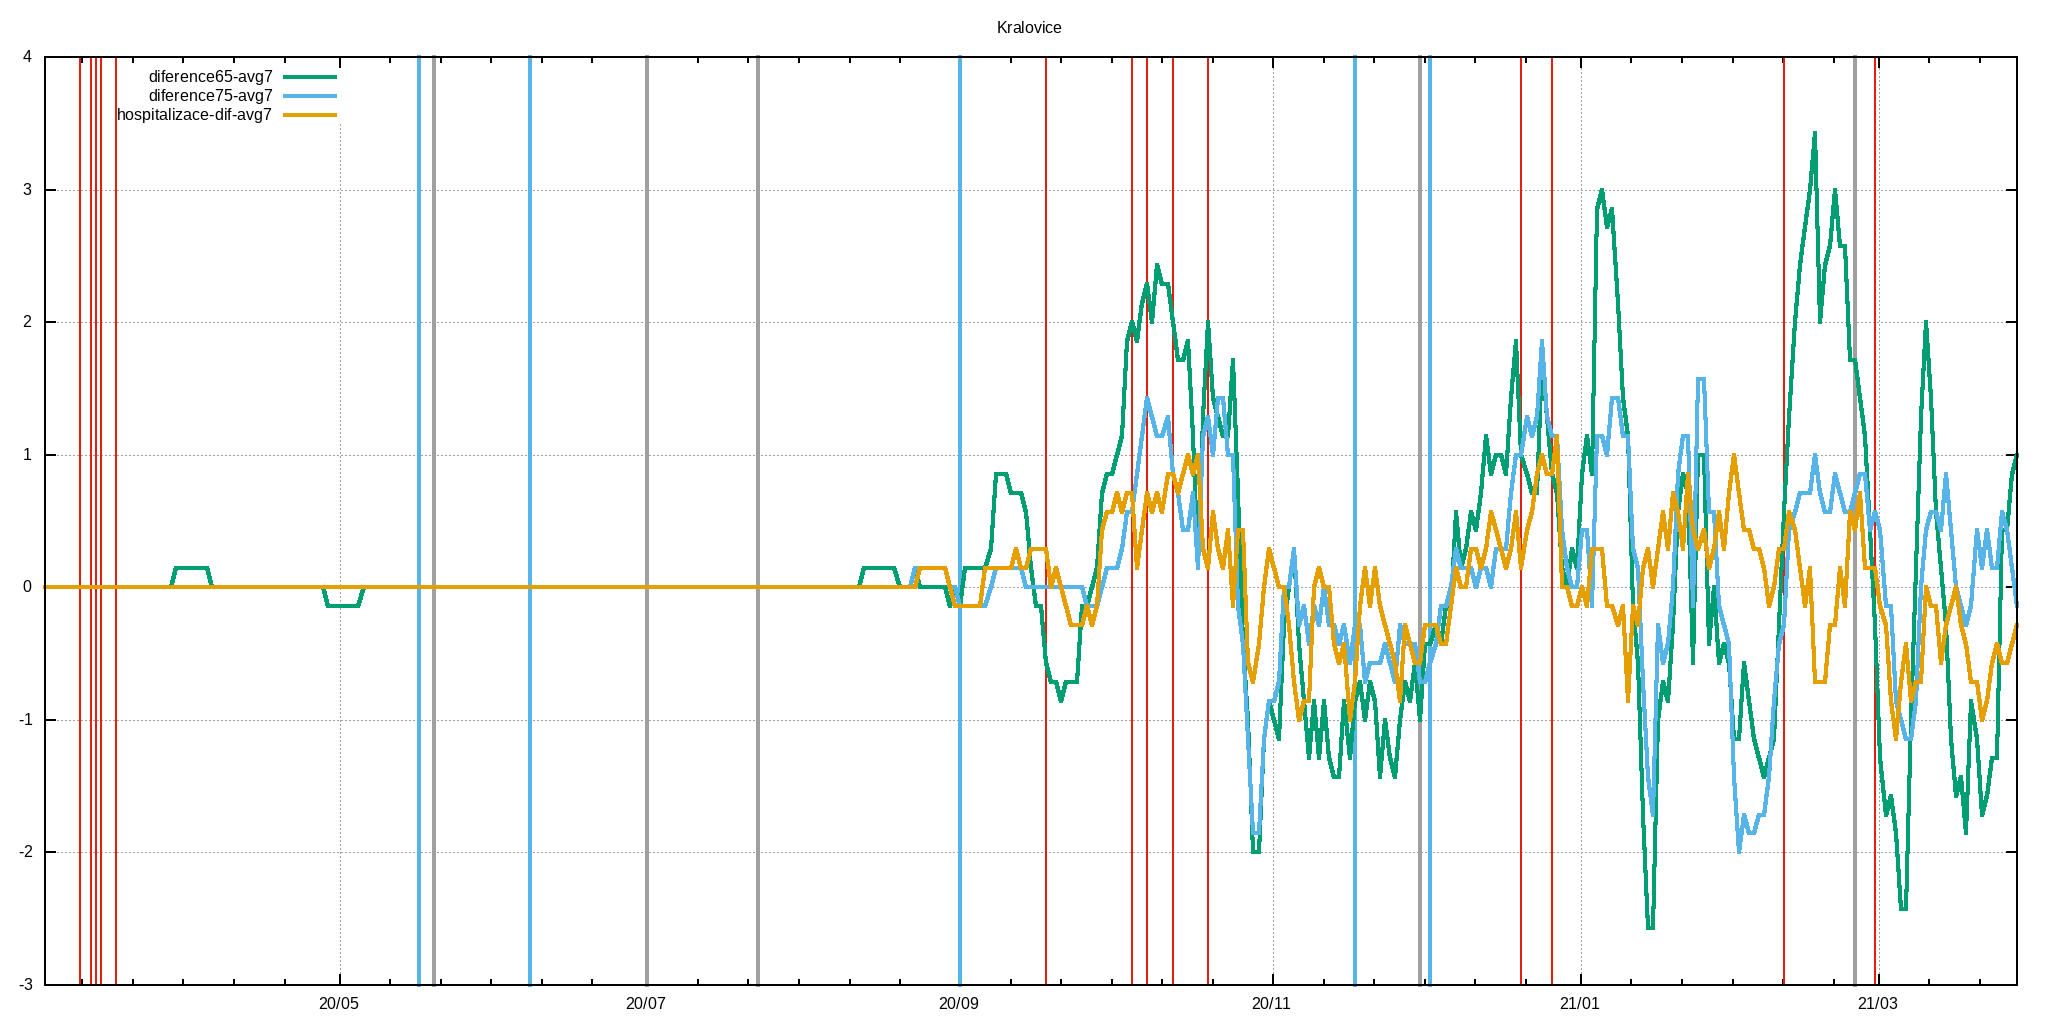 Kralovice
4
diference65-avg7
diference75-avg7
hospitalizace-dif-avg7
3
2
1
0
-1
-2
-3
20/05 20/07 20/09 20/11 21/01 21/03